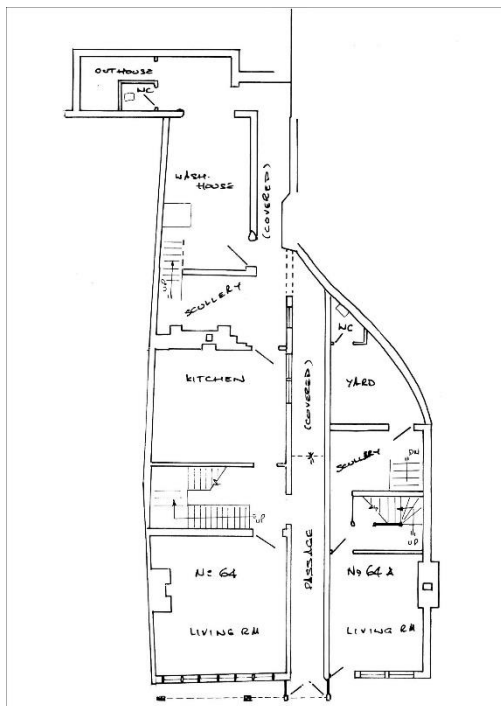 OUTHOUSE
WC
WASH-
HOUSE
(COVERED)
UP
SCULLERY
WC
KITCHEN
(COVERED)
YARD
SCULLERY
DN
UP
UP
PASSAGE
No 64
No 64 A
LIVING RM
LIVING RM